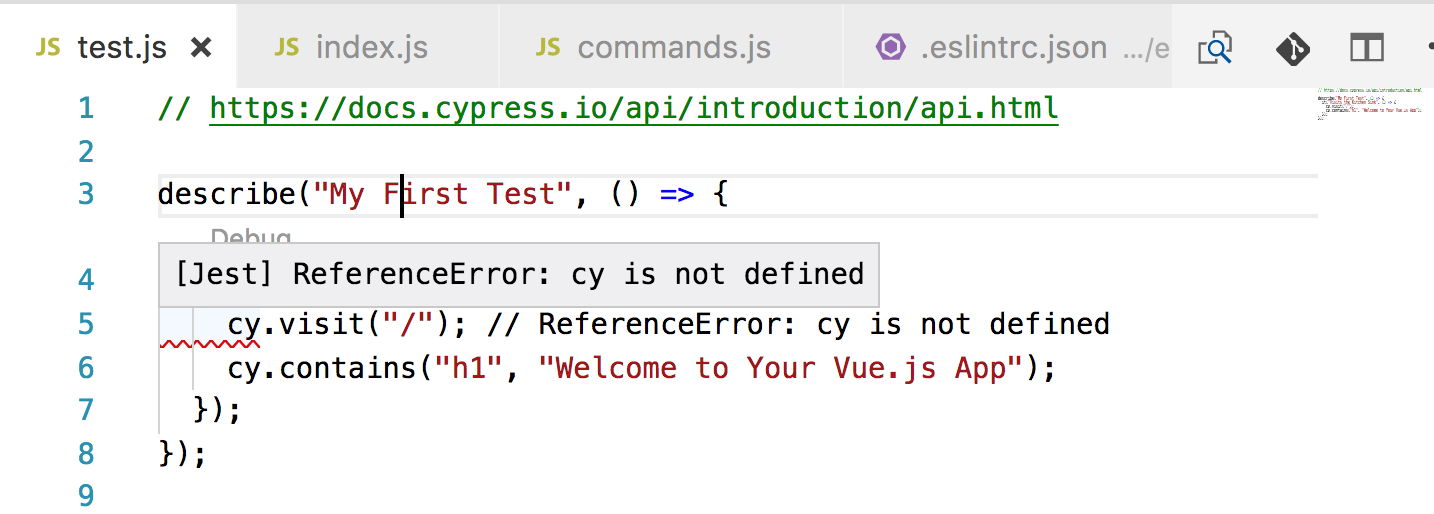 JS test.js × JS index.js JS commands.js .eslintrc.json .../e
1 // https://docs.cypress.io/api/introduction/api.html
2
3 describe("My First Test", () => {
Debug
4 [Jest] ReferenceError: cy is not defined
5 cy.visit("/"); // ReferenceError: cy is not defined
6 cy.contains("h1", "Welcome to Your Vue.js App");
7 });
8 });
9